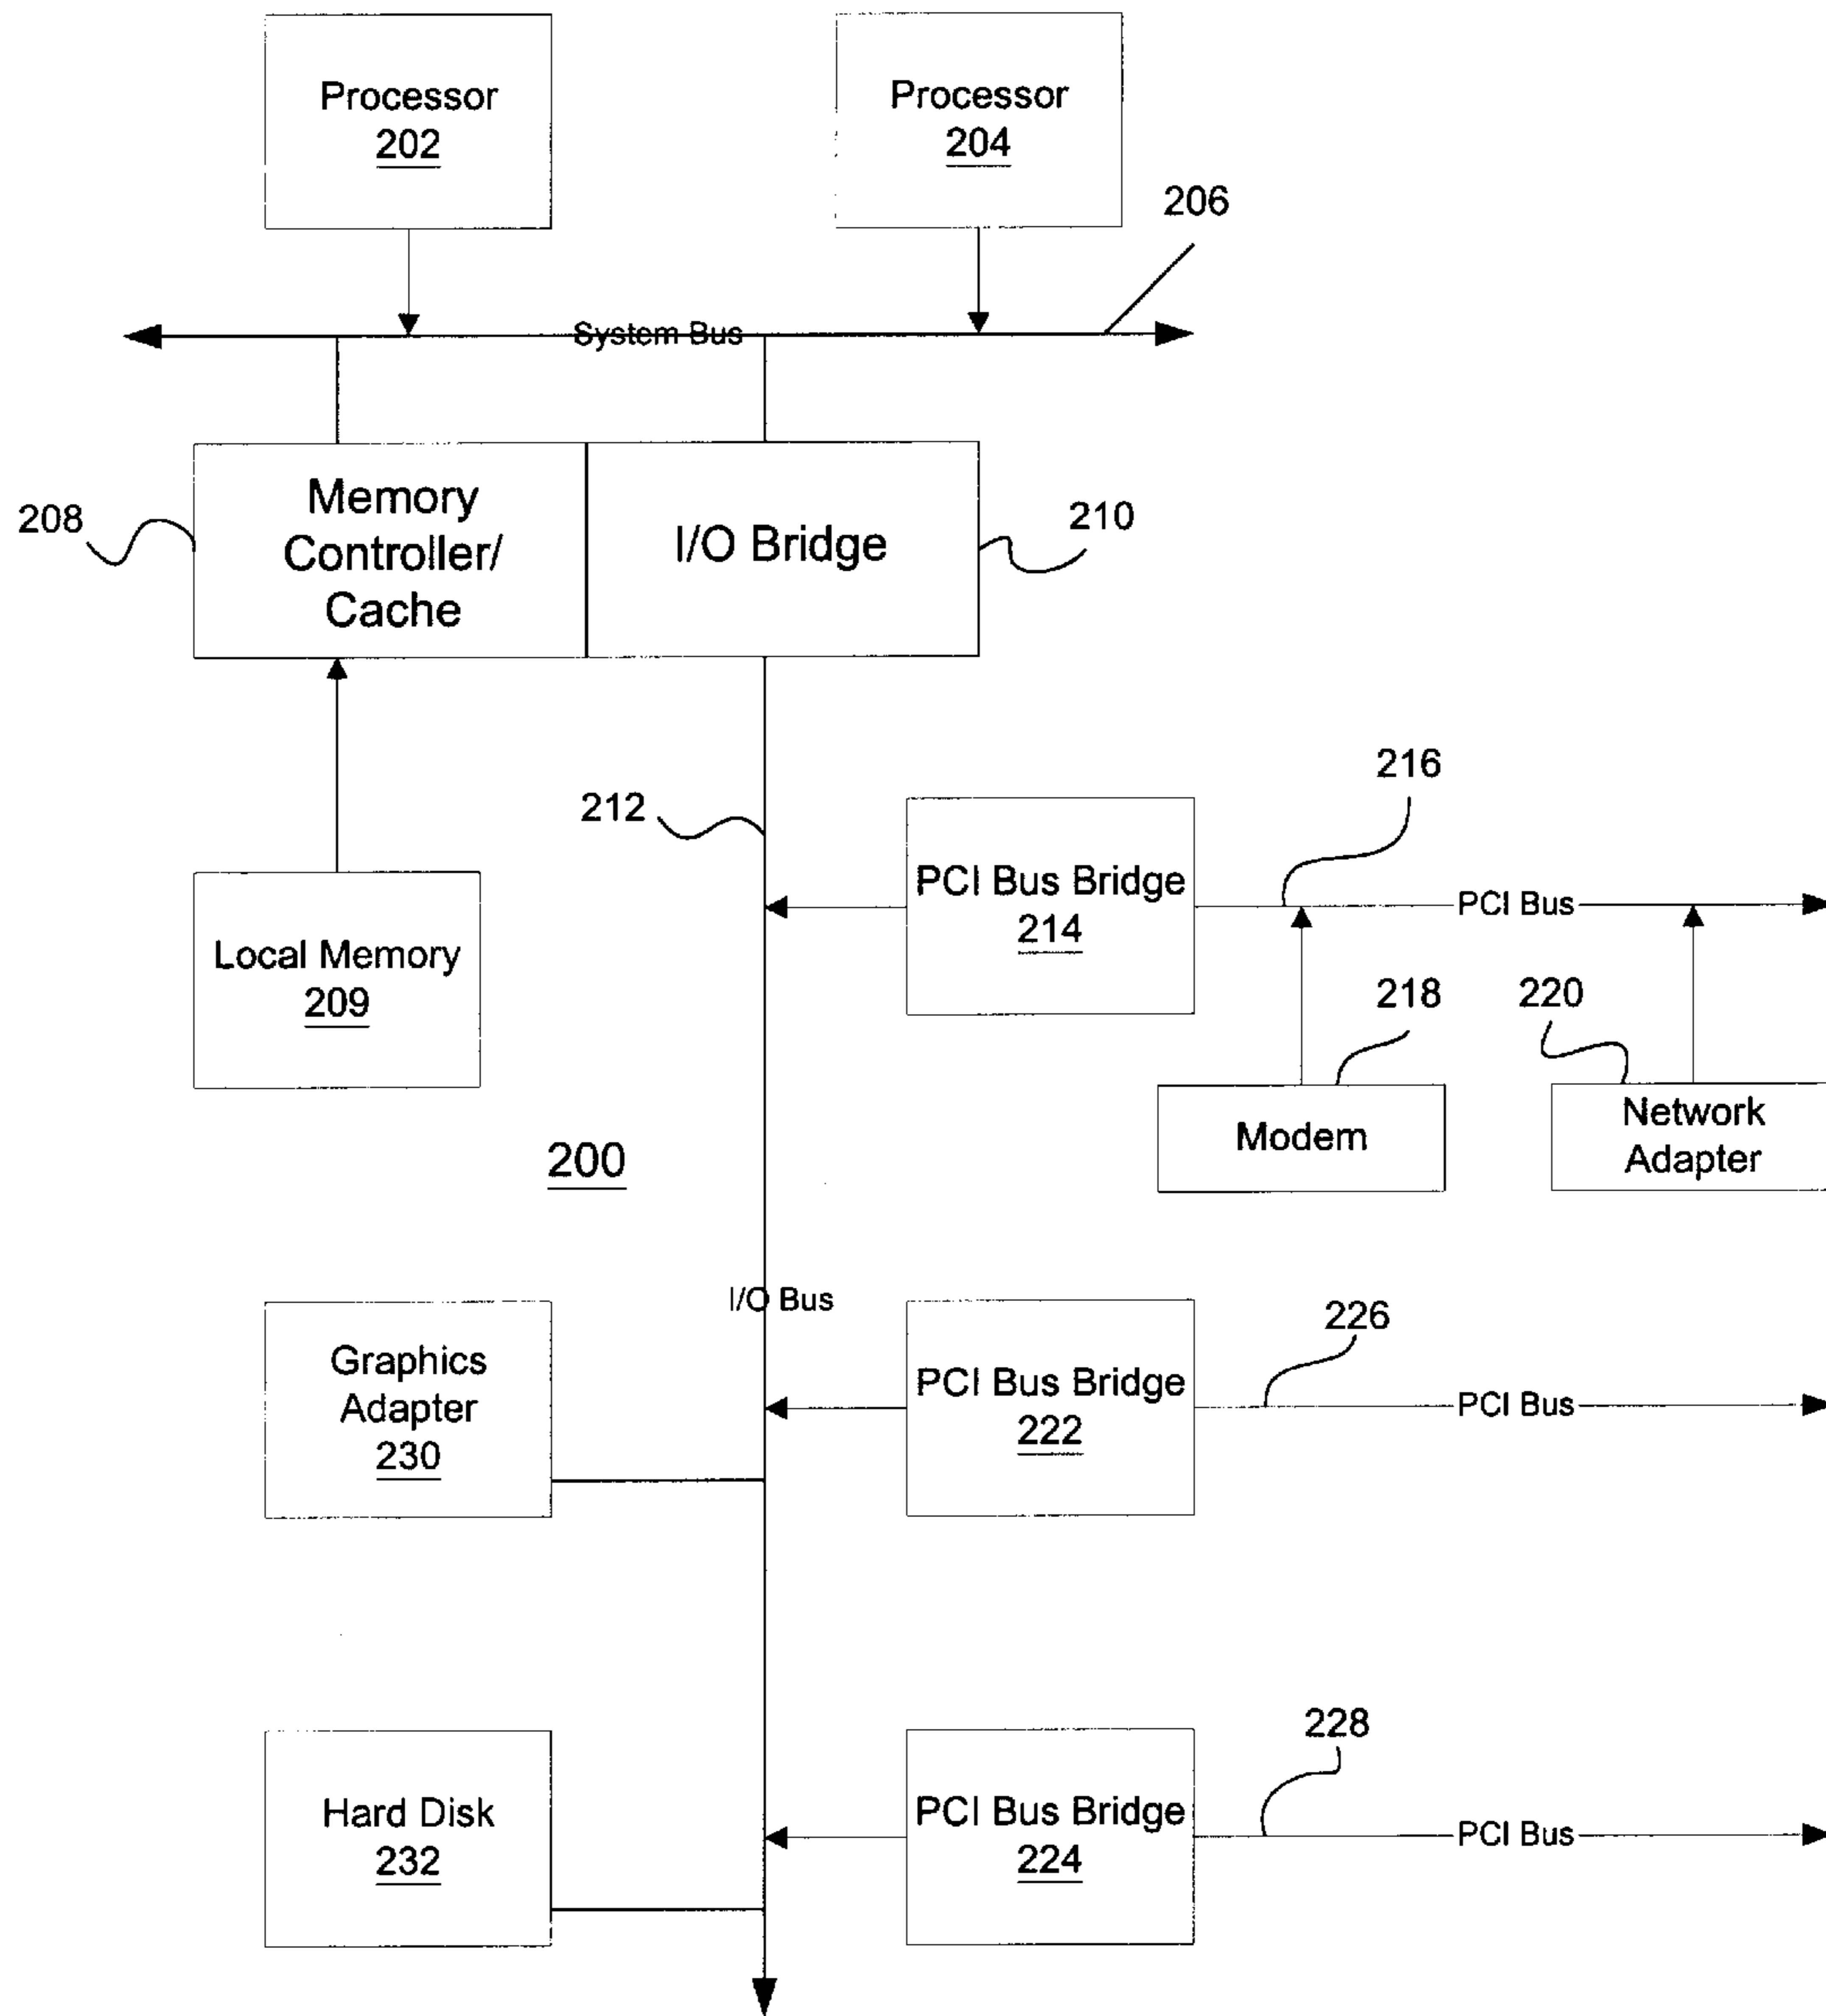 Processor
202
Processor
204
206
System Bus
208
Memory
Controller/
Cache
I/O Bridge
210
216
212
PCI Bus Bridge
214
PCI Bus
Local Memory
209
218
220
Modem
Network
Adapter
200
I/O Bus
226
Graphics
Adapter
230
PCI Bus Bridge
222
PCI Bus
228
Hard Disk
232
PCI Bus Bridge
224
PCI Bus